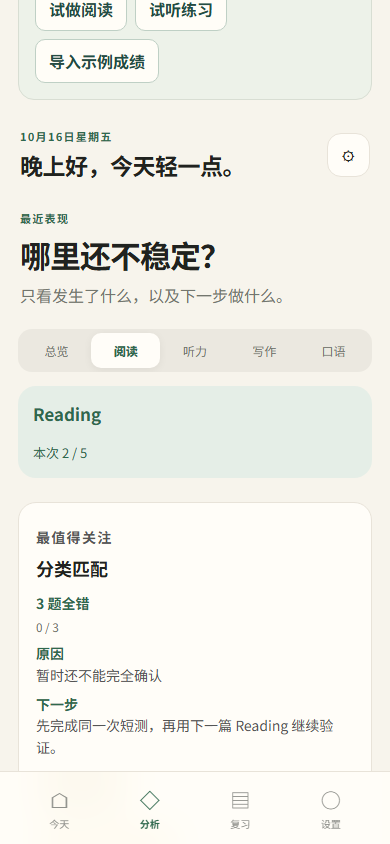 试做阅读
试听练习
导入示例成绩
10月16日星期五
晚上好，今天轻一点。
最近表现
哪里还不稳定？
只看发生了什么，以及下一步做什么。
总览
阅读
听力
写作
口语
Reading
本次 2 / 5
最值得关注
分类匹配
3 题全错
0 / 3
原因
暂时还不能完全确认
下一步
先完成同一次短测，再用下一篇 Reading 继续验
证。
今天
分析
复习
设置